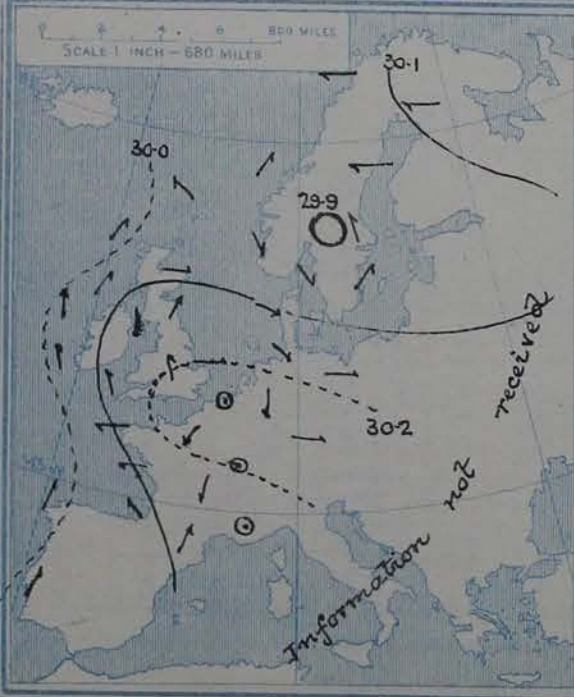 0 2 4 6 800 MILES
SCALE 1 INCH = 680 MILES
30·1
30·0
29·9
f
30·2
Information not received